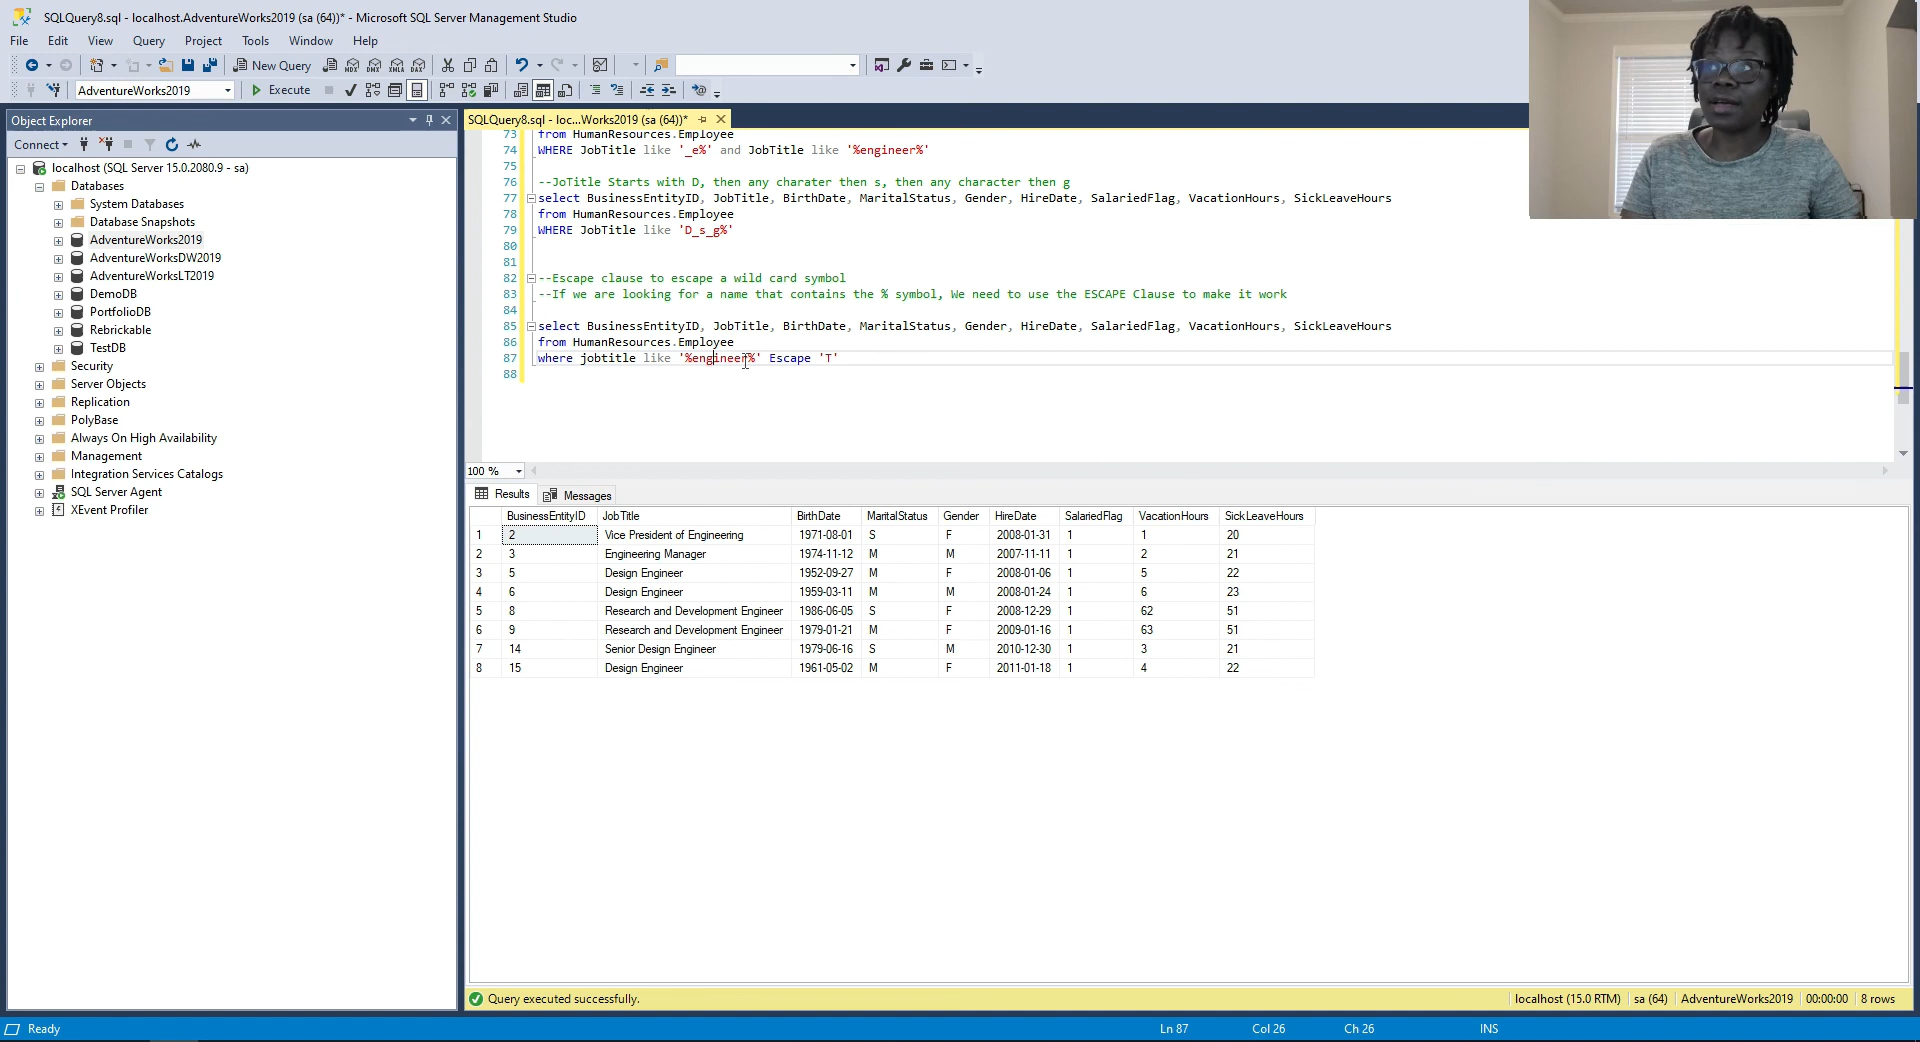 SQLQuery8.sql - localhost.AdventureWorks2019 (sa (64))* - Microsoft SQL Server Management Studio
File Edit View Query Project Tools Window Help
New Query
AdventureWorks2019 Execute
Object Explorer
Connect
localhost (SQL Server 15.0.2080.9 - sa)
Databases
System Databases
Database Snapshots
AdventureWorks2019
AdventureWorksDW2019
AdventureWorksLT2019
DemoDB
PortfolioDB
Rebrickable
TestDB
Security
Server Objects
Replication
PolyBase
Always On High Availability
Management
Integration Services Catalogs
SQL Server Agent
XEvent Profiler
SQLQuery8.sql - loc...Works2019 (sa (64))*
73 from HumanResources.Employee
74 WHERE JobTitle like '_e%' and JobTitle like '%engineer%'
75
76 --JoTitle Starts with D, then any charater then s, then any character then g
77 select BusinessEntityID, JobTitle, BirthDate, MaritalStatus, Gender, HireDate, SalariedFlag, VacationHours, SickLeaveHours
78 from HumanResources.Employee
79 WHERE JobTitle like 'D_s_g%'
80
81
82 --Escape clause to escape a wild card symbol
83 --If we are looking for a name that contains the % symbol, We need to use the ESCAPE Clause to make it work
84
85 select BusinessEntityID, JobTitle, BirthDate, MaritalStatus, Gender, HireDate, SalariedFlag, VacationHours, SickLeaveHours
86 from HumanResources.Employee
87 where jobtitle like '%engineer%' Escape 'T'
88
100 %
Results Messages
BusinessEntityID JobTitle BirthDate MaritalStatus Gender HireDate SalariedFlag VacationHours SickLeaveHours
1 2 Vice President of Engineering 1971-08-01 S F 2008-01-31 1 1 20
2 3 Engineering Manager 1974-11-12 M M 2007-11-11 1 2 21
3 5 Design Engineer 1952-09-27 M F 2008-01-06 1 5 22
4 6 Design Engineer 1959-03-11 M M 2008-01-24 1 6 23
5 8 Research and Development Engineer 1986-06-05 S F 2008-12-29 1 62 51
6 9 Research and Development Engineer 1979-01-21 M F 2009-01-16 1 63 51
7 14 Senior Design Engineer 1979-06-16 S M 2010-12-30 1 3 21
8 15 Design Engineer 1961-05-02 M F 2011-01-18 1 4 22
Query executed successfully. localhost (15.0 RTM) sa (64) AdventureWorks2019 00:00:00 8 rows
Ready Ln 87 Col 26 Ch 26 INS